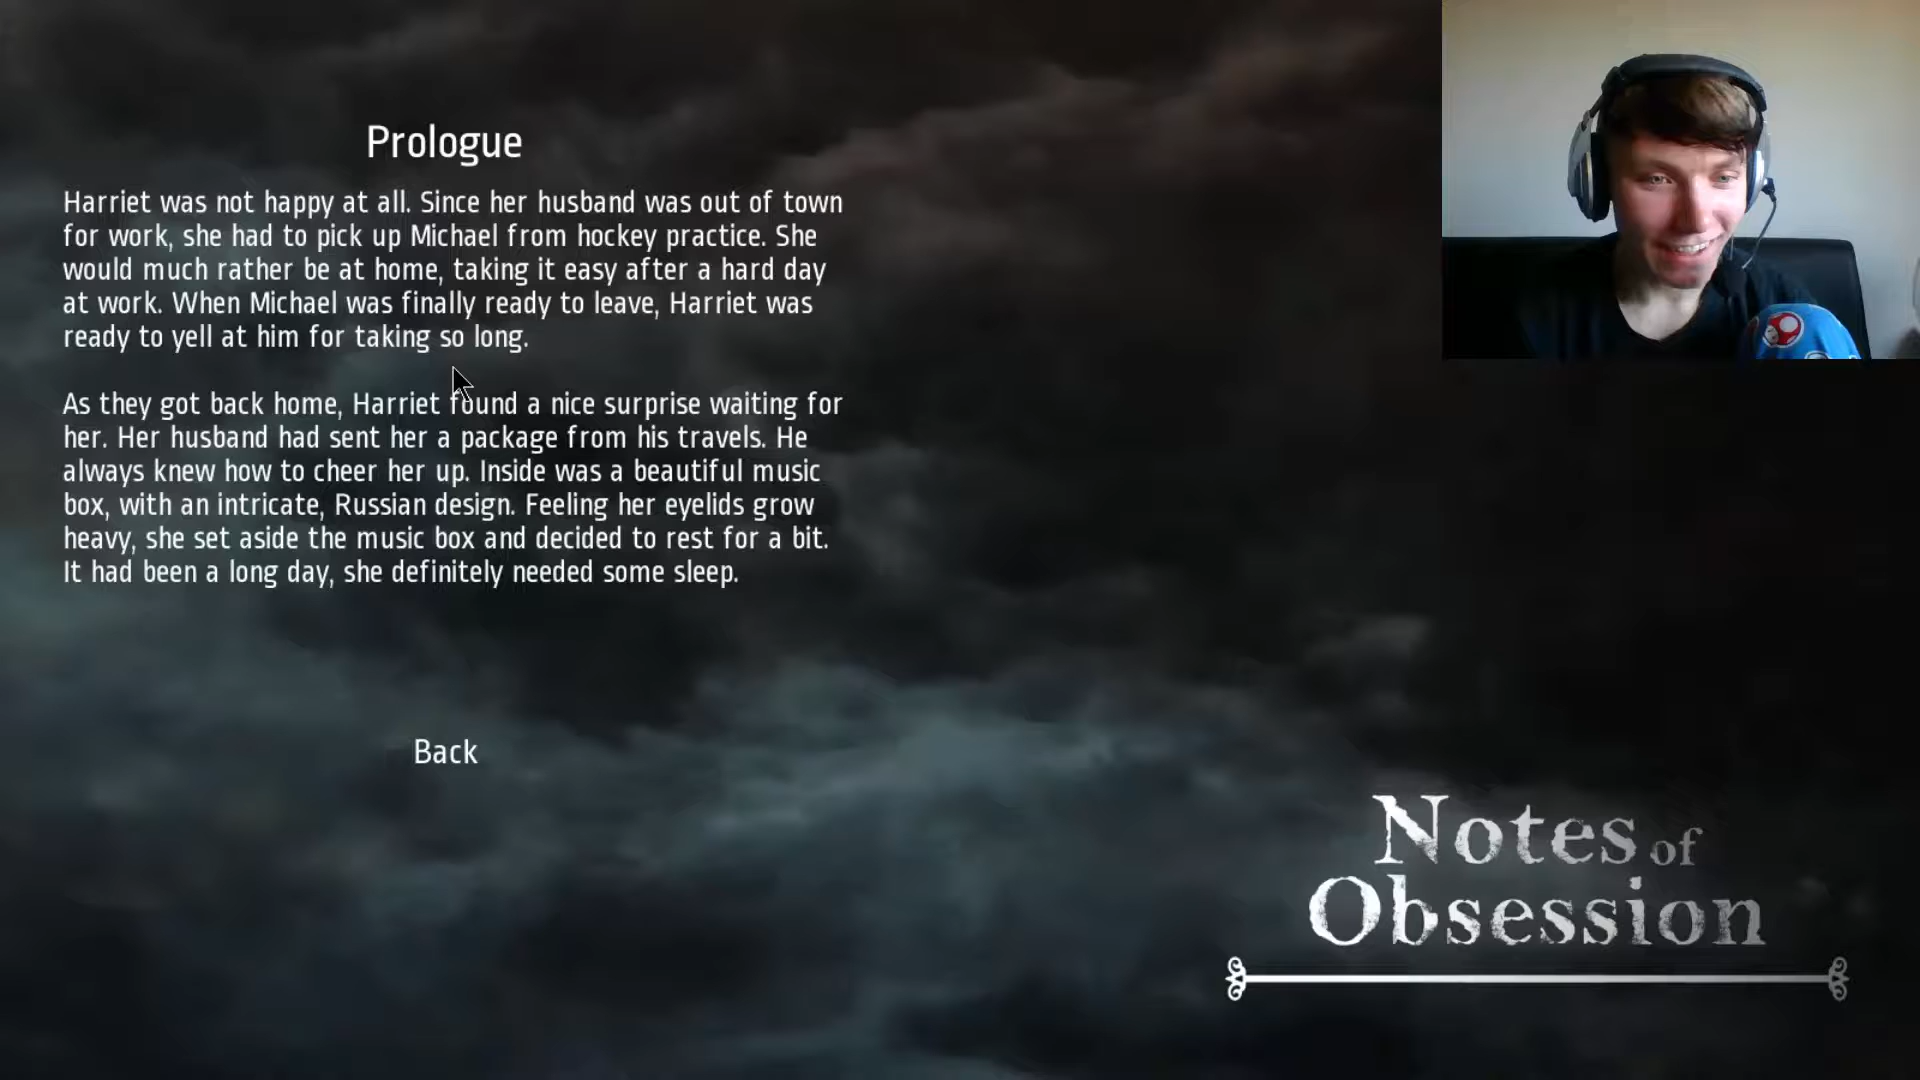 Prologue
Harriet was not happy at all. Since her husband was out of town
for work, she had to pick up Michael from hockey practice. She
would much rather be at home, taking it easy after a hard day
at work. When Michael was finally ready to leave, Harriet was
ready to yell at him for taking so long.
As they got back home, Harriet found a nice surprise waiting for
her. Her husband had sent her a package from his travels. He
always knew how to cheer her up. Inside was a beautiful music
box, with an intricate, Russian design. Feeling her eyelids grow
heavy, she set aside the music box and decided to rest for a bit.
It had been a long day, she definitely needed some sleep.
Back
Notes of
Obsession